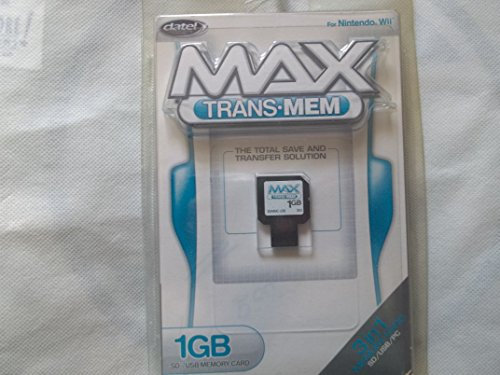 datel
For Nintendo® Wii™
MAX
TRANS•MEM
THE TOTAL SAVE AND
TRANSFER SOLUTION
MAX
TRANS•MEM
1GB
1GB
SD/USB MEMORY CARD
3 in 1
SD/USB/PC